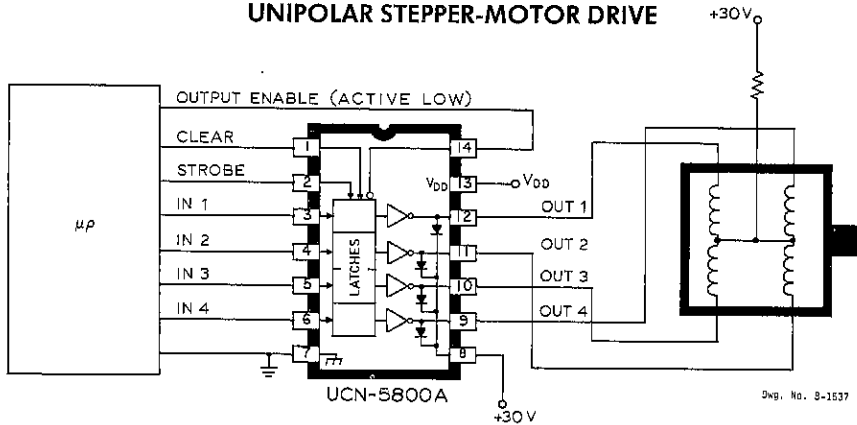 UNIPOLAR STEPPER-MOTOR DRIVE
+30V
OUTPUT ENABLE (ACTIVE LOW)
CLEAR
STROBE
IN 1
IN 2
IN 3
IN 4
μp
1
2
3
4
5
6
7
LATCHES
14
13
12
11
10
9
8
VDD
VDD
OUT 1
OUT 2
OUT 3
OUT 4
UCN-5800A
+30V
Dwg. No. B-1537